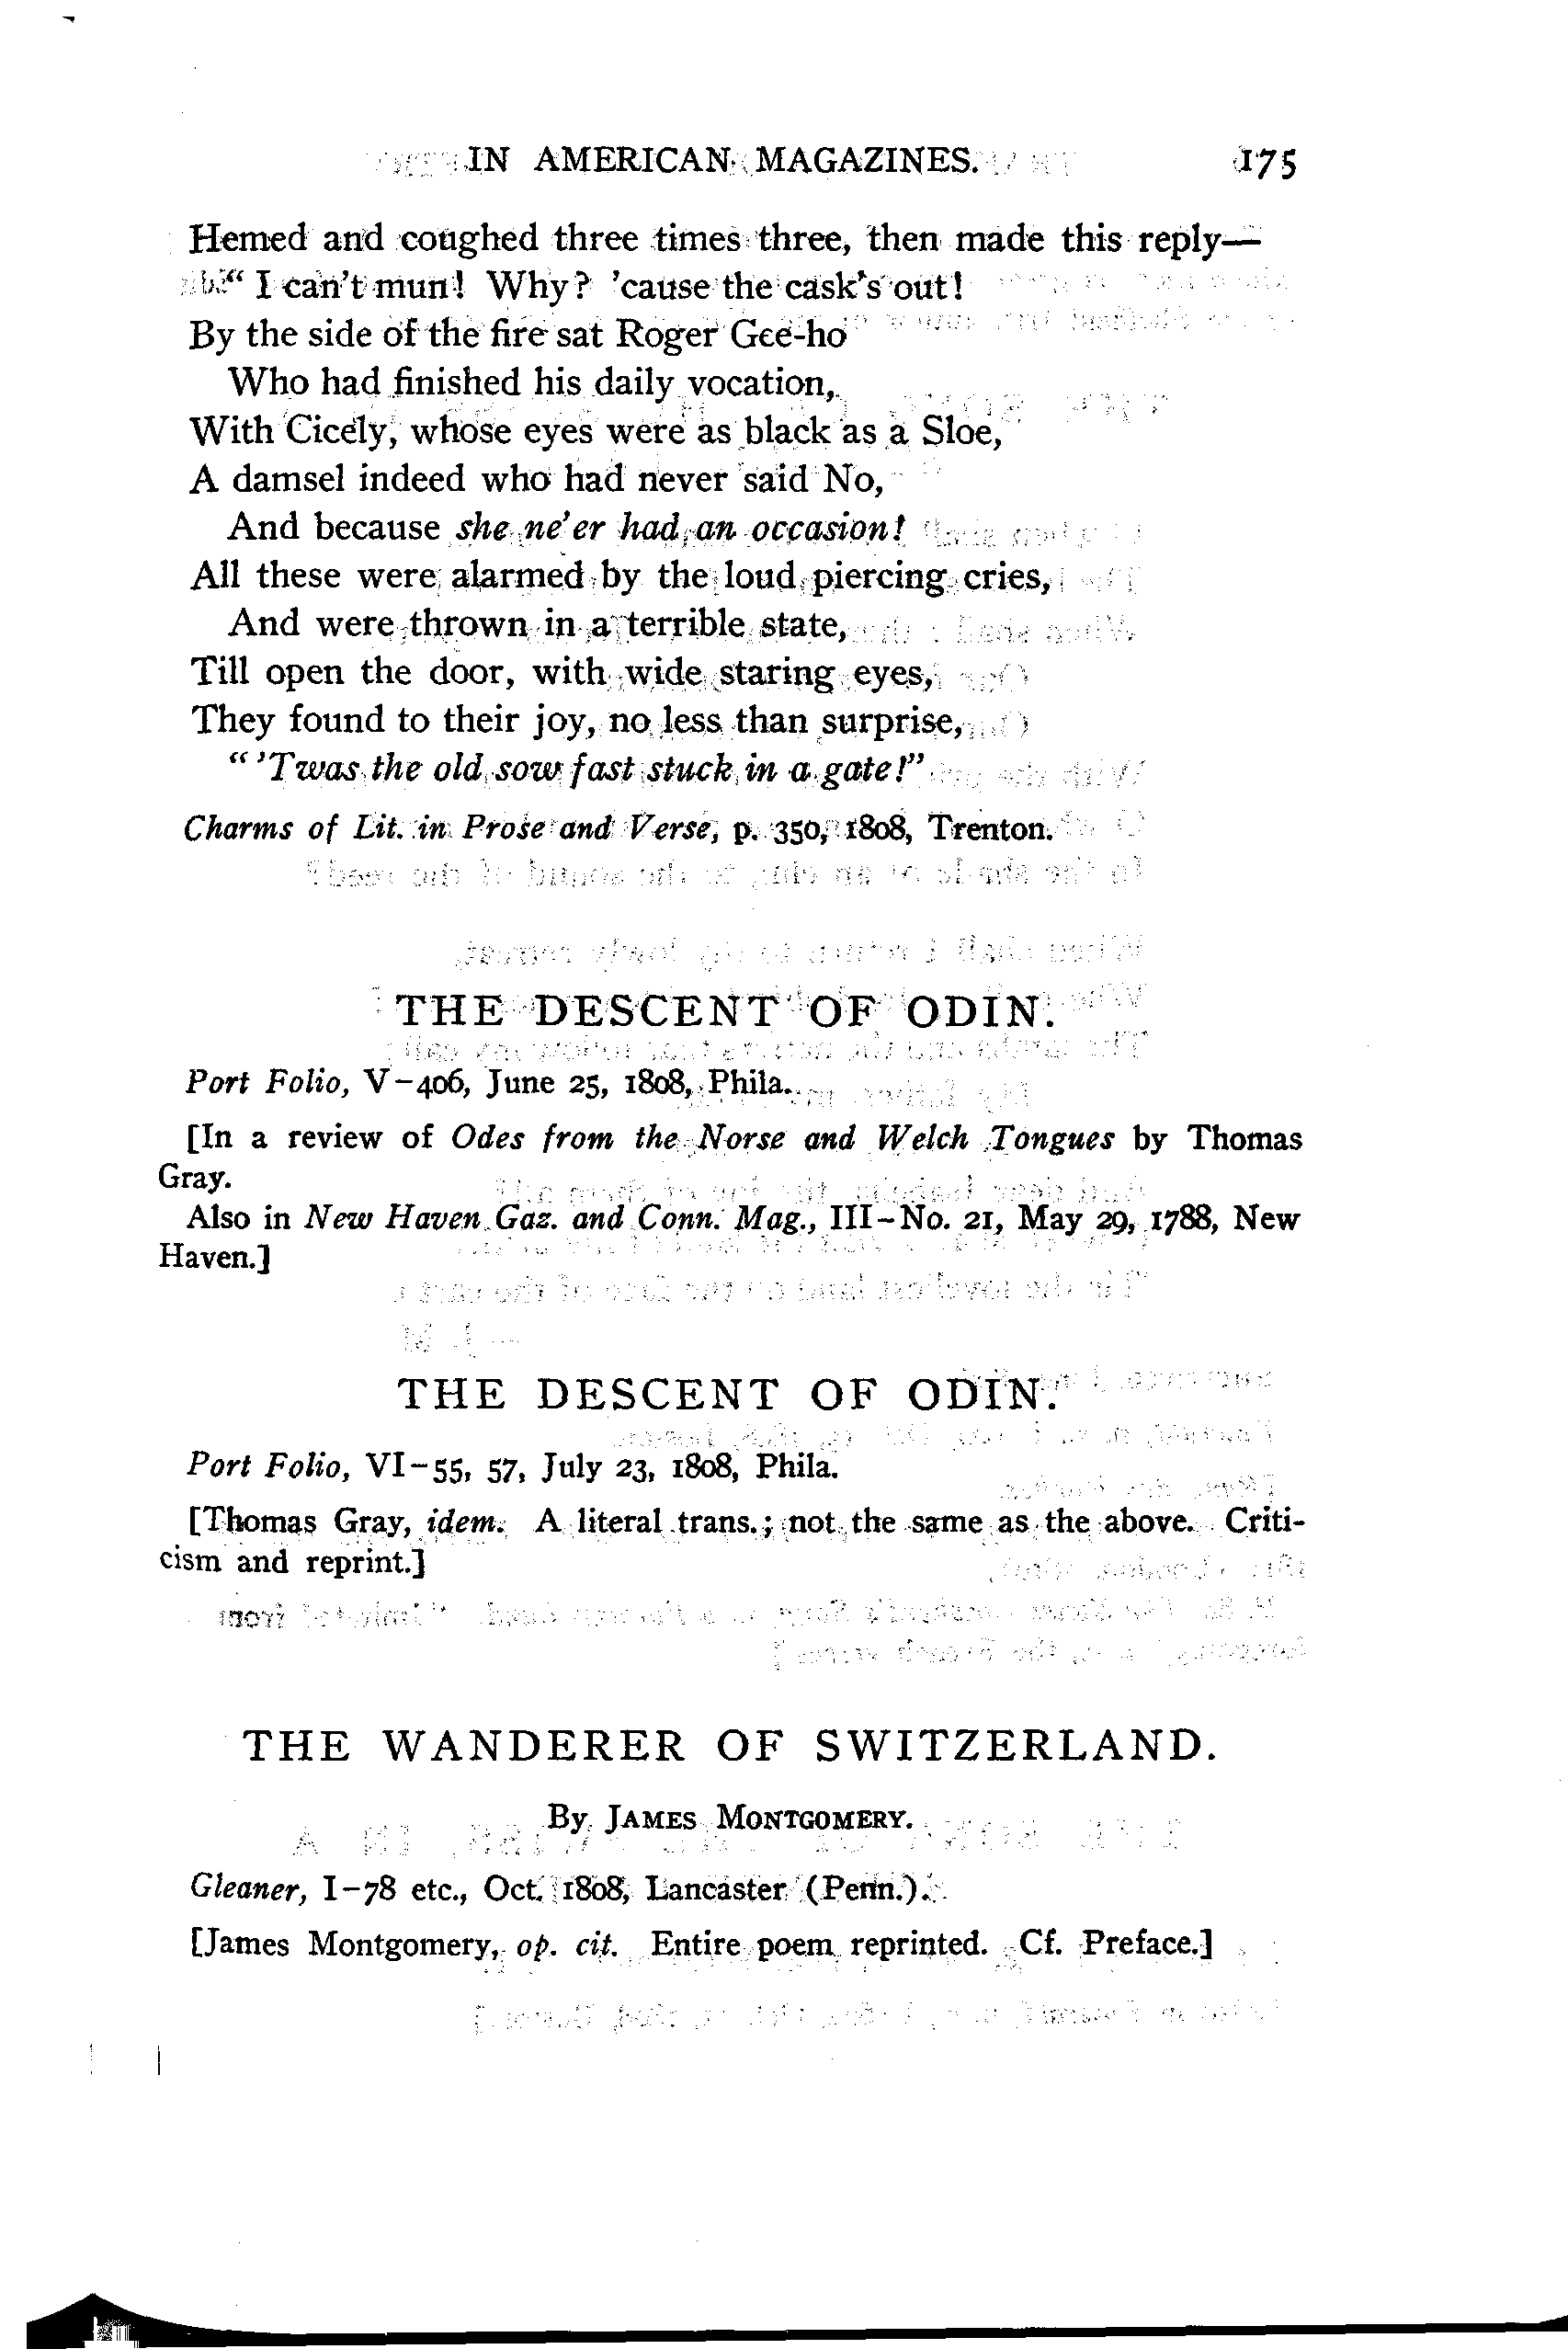 IN AMERICAN MAGAZINES. 175
Hemed and coughed three times three, then made this reply—
“ I can't mun! Why? 'cause the cask's out!
By the side of the fire sat Roger Gee-ho
Who had finished his daily vocation,
With Cicely, whose eyes were as black as a Sloe,
A damsel indeed who had never said No,
And because she ne'er had an occasion!
All these were alarmed by the loud piercing cries,
And were thrown in a terrible state,
Till open the door, with wide staring eyes,
They found to their joy, no less than surprise,
“ 'Twas the old sow fast stuck in a gate!”
Charms of Lit. in Prose and Verse, p. 350, 1808, Trenton.
THE DESCENT OF ODIN.
Port Folio, V–406, June 25, 1808, Phila.
[In a review of Odes from the Norse and Welch Tongues by Thomas
Gray.
Also in New Haven Gaz. and Conn. Mag., III–No. 21, May 29, 1788, New
Haven.]
THE DESCENT OF ODIN.
Port Folio, VI–55, 57, July 23, 1808, Phila.
[Thomas Gray, idem. A literal trans.; not the same as the above. Criti-
cism and reprint.]
THE WANDERER OF SWITZERLAND.
By JAMES MONTGOMERY.
Gleaner, I–78 etc., Oct. 1808, Lancaster (Penn.).
[James Montgomery, op. cit. Entire poem reprinted. Cf. Preface.]